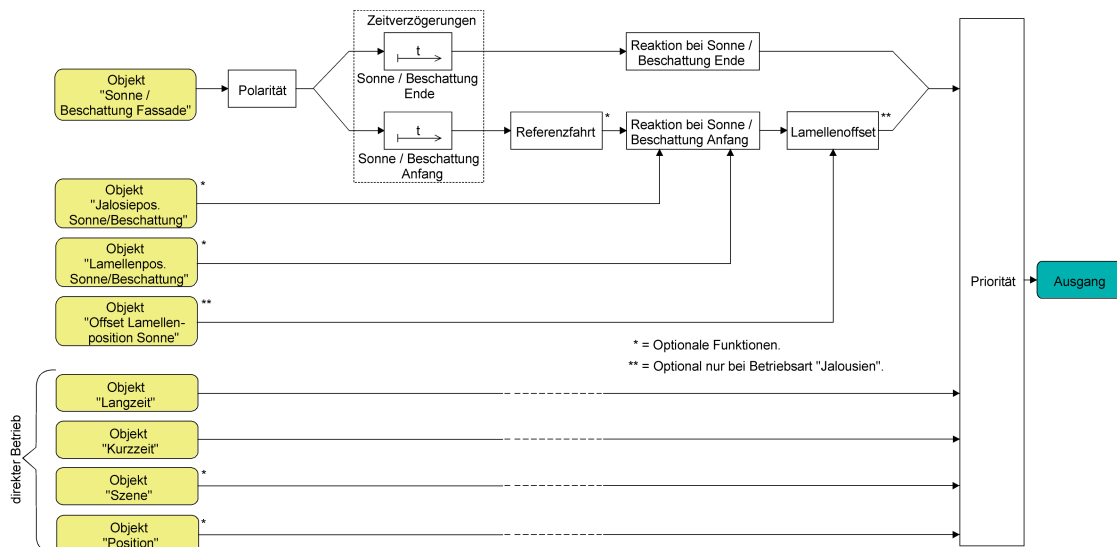 Zeitverzögerungen
t
Sonne / Beschattung
Ende
Reaktion bei Sonne /
Beschattung Ende
Objekt
"Sonne /
Beschattung Fassade"
Polarität
t
Sonne / Beschattung
Anfang
Referenzfahrt
*
Reaktion bei Sonne /
Beschattung Anfang
Lamellenoffset
**
Objekt
"Jalosiepos.
Sonne/Beschattung"
*
Objekt
"Lamellenpos.
Sonne/Beschattung"
*
Objekt
"Offset Lamellen-
position Sonne"
**
Priorität
Ausgang
* = Optionale Funktionen.
** = Optional nur bei Betriebsart "Jalousien".
direkter Betrieb
Objekt
"Langzeit"
Objekt
"Kurzzeit"
Objekt
"Szene"
*
Objekt
"Position"
*